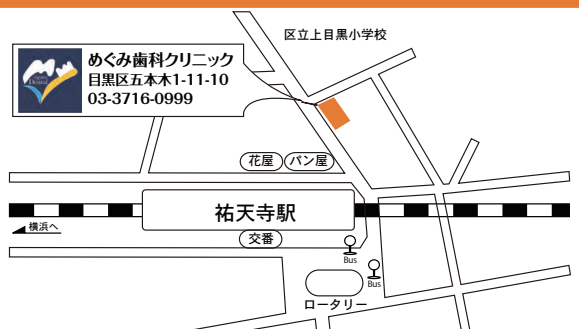 区立上目黒小学校
めぐみ歯科クリニック
目黒区五本木1-11-10
03-3716-0999
花屋 パン屋
祐天寺駅
横浜へ
交番
Bus
Bus
ロータリー